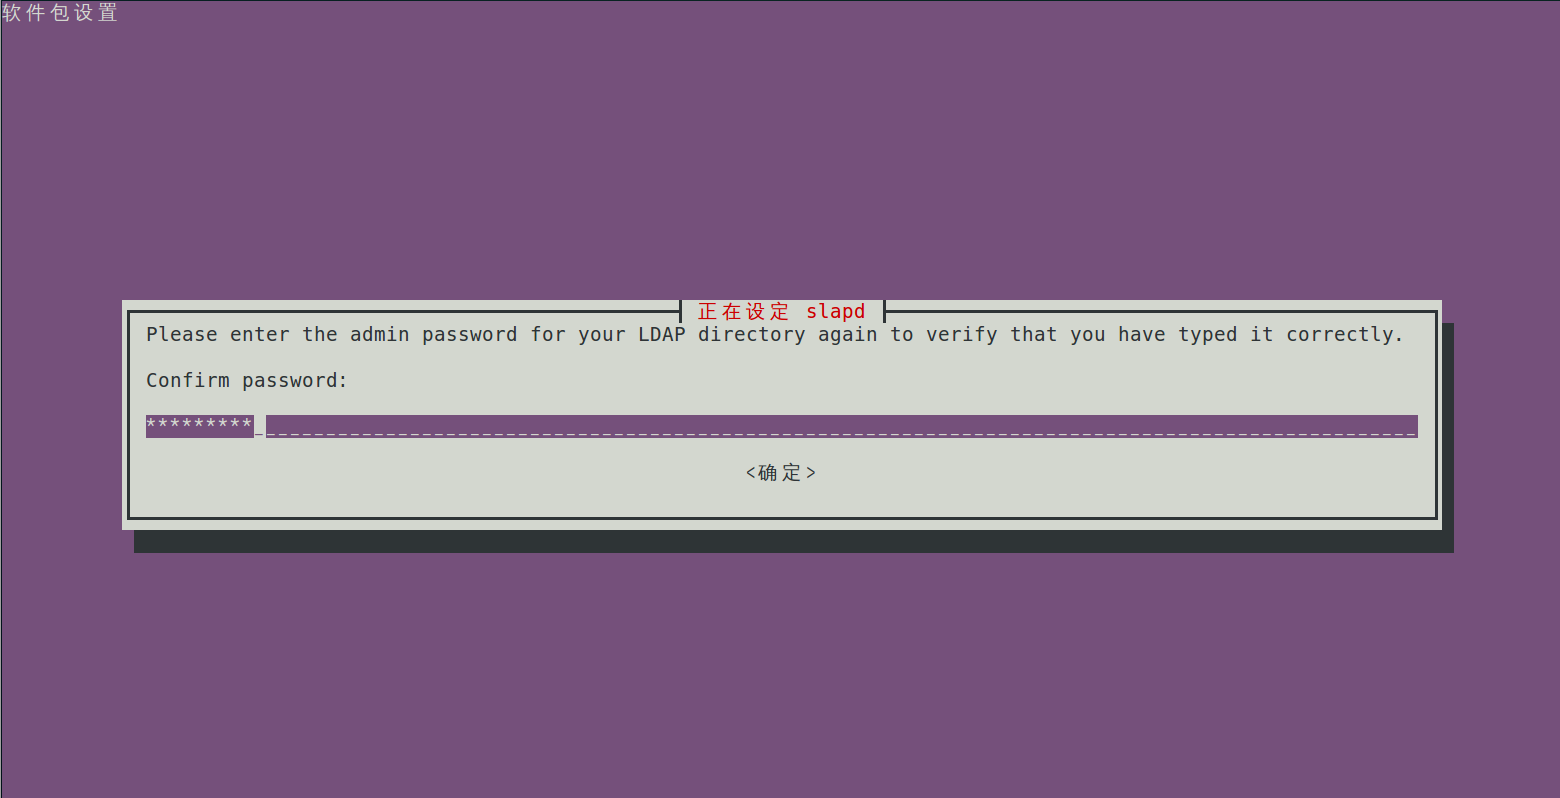 软件包设置
正在设定 slapd
Please enter the admin password for your LDAP directory again to verify that you have typed it correctly.
Confirm password:
*********________________________________________________________________________________________________
<确定>